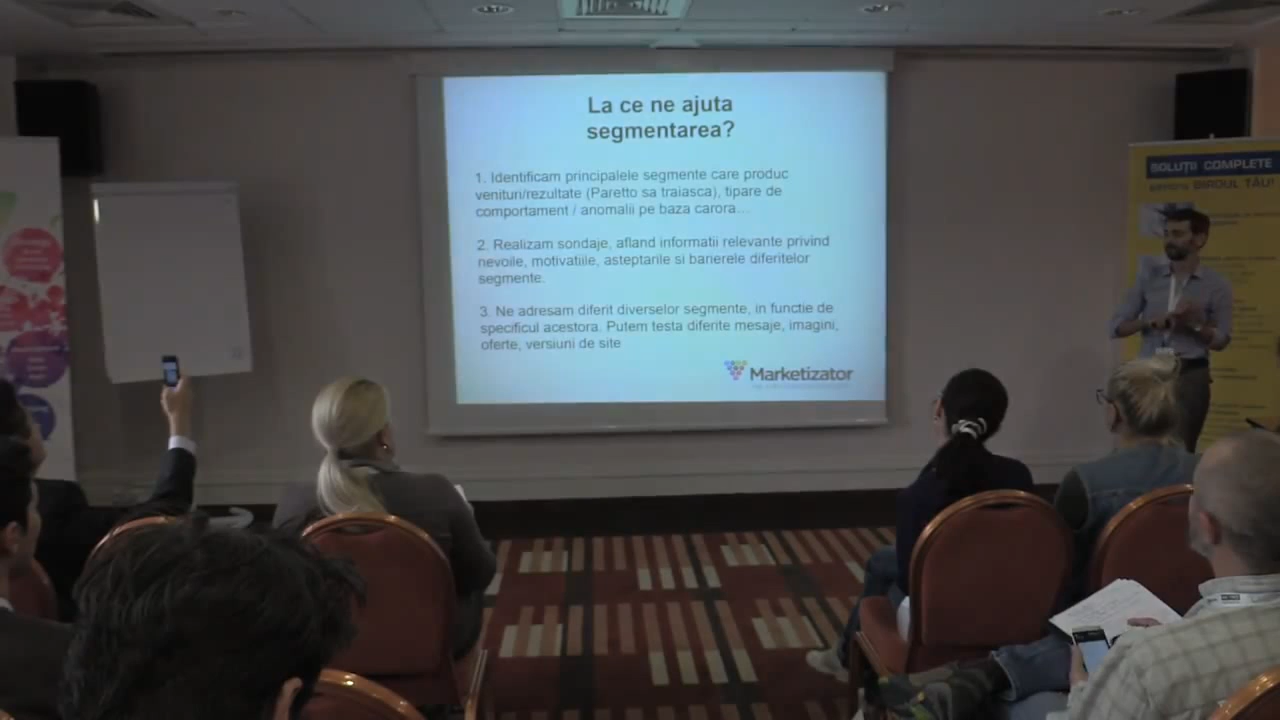 La ce ne ajuta
segmentarea?
1. Identificam principalele segmente care produc
venituri/rezultate (Paretto sa traiasca), tipare de
comportament / anomalii pe baza carora...
2. Realizam sondaje, afland informatii relevante privind
nevoile, motivatiile, asteptarile si barierele diferitelor
segmente.
3. Ne adresam diferit diverselor segmente, in functie de
specificul acestora. Putem testa diferite mesaje, imagini,
oferte, versiuni de site
Marketizator
SOLUȚII COMPLETE
pentru BIROUL TĂU!